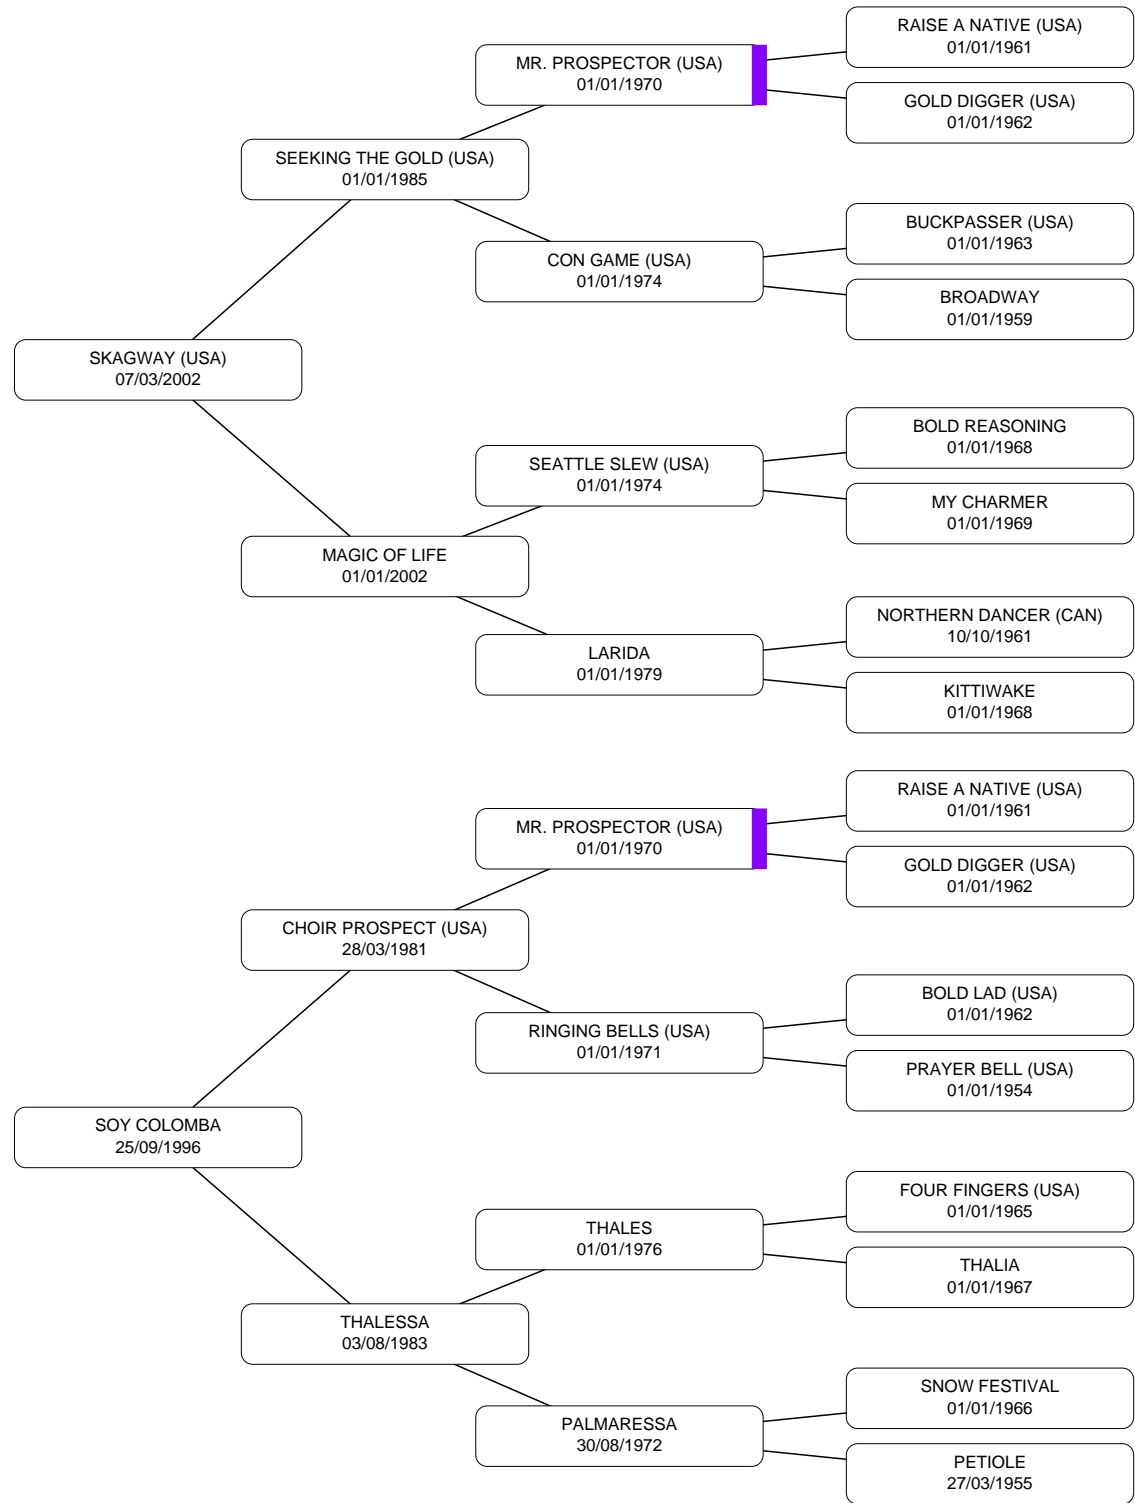 RAISE A NATIVE (USA)
01/01/1961
MR. PROSPECTOR (USA)
01/01/1970
GOLD DIGGER (USA)
01/01/1962
SEEKING THE GOLD (USA)
01/01/1985
BUCKPASSER (USA)
01/01/1963
CON GAME (USA)
01/01/1974
BROADWAY
01/01/1959
SKAGWAY (USA)
07/03/2002
BOLD REASONING
01/01/1968
SEATTLE SLEW (USA)
01/01/1974
MY CHARMER
01/01/1969
MAGIC OF LIFE
01/01/2002
NORTHERN DANCER (CAN)
10/10/1961
LARIDA
01/01/1979
KITTIWAKE
01/01/1968
RAISE A NATIVE (USA)
01/01/1961
MR. PROSPECTOR (USA)
01/01/1970
GOLD DIGGER (USA)
01/01/1962
CHOIR PROSPECT (USA)
28/03/1981
BOLD LAD (USA)
01/01/1962
RINGING BELLS (USA)
01/01/1971
PRAYER BELL (USA)
01/01/1954
SOY COLOMBA
25/09/1996
FOUR FINGERS (USA)
01/01/1965
THALES
01/01/1976
THALIA
01/01/1967
THALESSA
03/08/1983
SNOW FESTIVAL
01/01/1966
PALMARESSA
30/08/1972
PETIOLE
27/03/1955